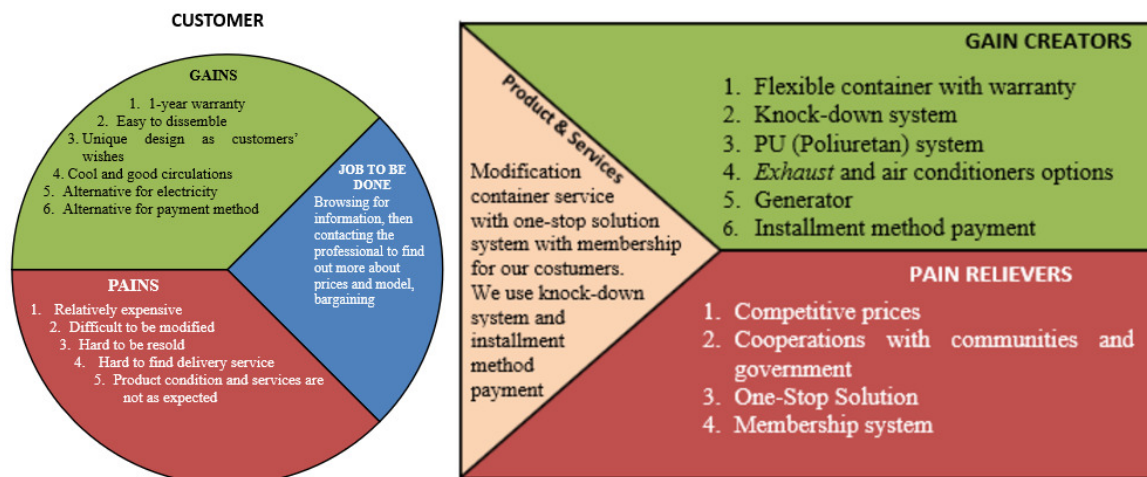 CUSTOMER
GAINS
1. 1-year warranty
2. Easy to dissemble
3. Unique design as customers’
wishes
4. Cool and good circulations
5. Alternative for electricity
6. Alternative for payment method
JOB TO BE
DONE
Browsing for
information, then
contacting the
professional to find
out more about
prices and model,
bargaining
PAINS
1. Relatively expensive
2. Difficult to be modified
3. Hard to be resold
4. Hard to find delivery service
5. Product condition and services are
not as expected
Product & Services
Modification
container service
with one-stop solution
system with membership
for our costumers.
We use knock-down
system and
installment
method
payment
GAIN CREATORS
1. Flexible container with warranty
2. Knock-down system
3. PU (Poliuretan) system
4. Exhaust and air conditioners options
5. Generator
6. Installment method payment
PAIN RELIEVERS
1. Competitive prices
2. Cooperations with communities and
government
3. One-Stop Solution
4. Membership system